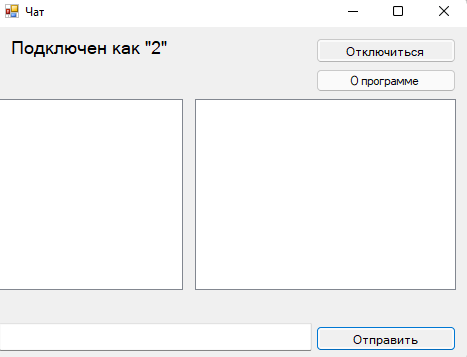 Чат
Подключен как "2"
Отключиться
О программе
Отправить